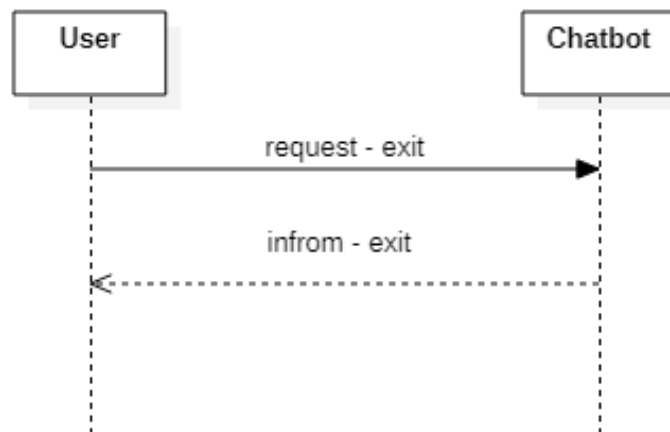 User
Chatbot
request - exit
infrom - exit